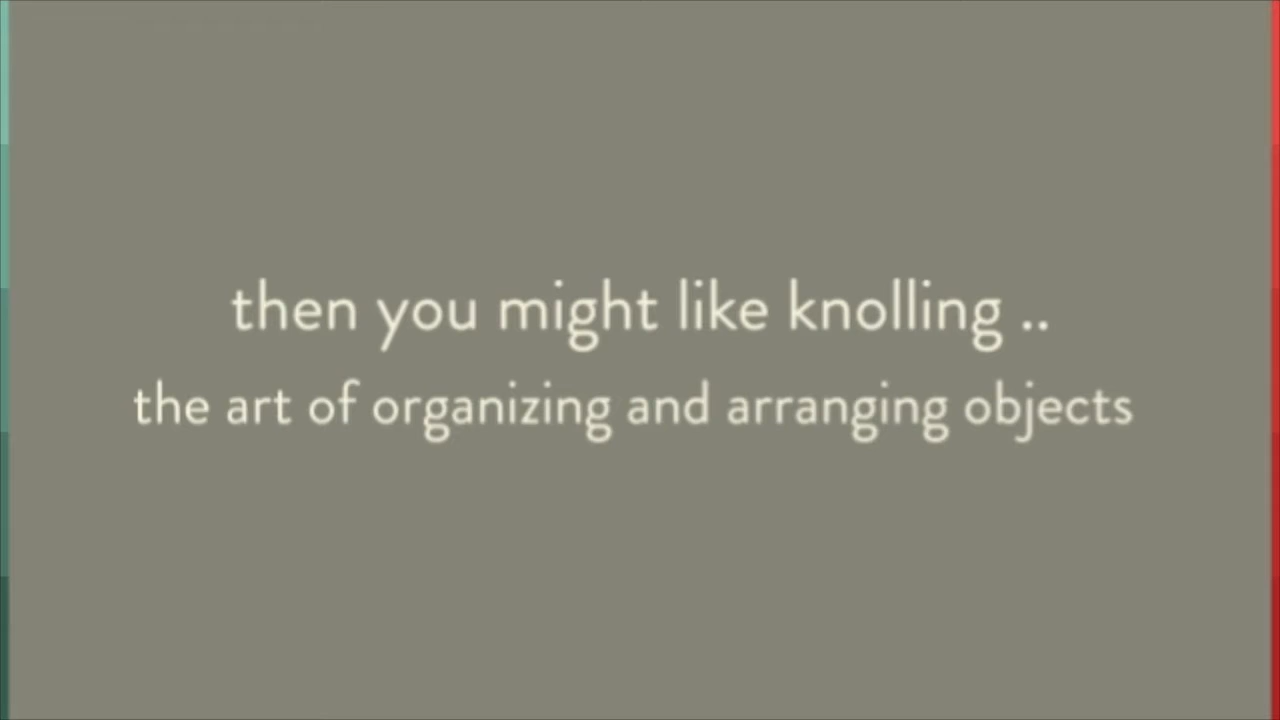 then you might like knolling ..
the art of organizing and arranging objects